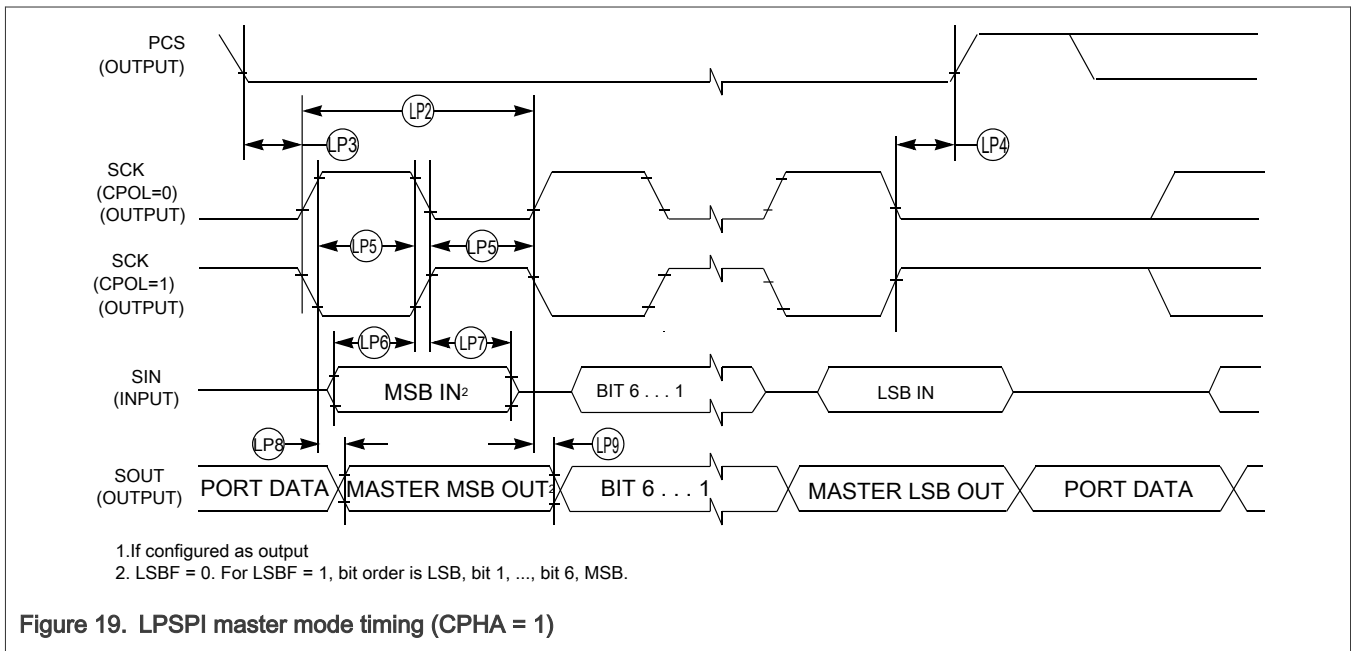 PCS
(OUTPUT)
LP2
LP3
LP4
SCK
(CPOL=0)
(OUTPUT)
LP5
LP5
SCK
(CPOL=1)
(OUTPUT)
LP6
LP7
SIN
(INPUT)
MSB IN2
BIT 6 . . . 1
LSB IN
LP8
LP9
SOUT
(OUTPUT)
PORT DATA
MASTER MSB OUT2
BIT 6 . . . 1
MASTER LSB OUT
PORT DATA
1.If configured as output
2. LSBF = 0. For LSBF = 1, bit order is LSB, bit 1, ..., bit 6, MSB.
Figure 19. LPSPI master mode timing (CPHA = 1)